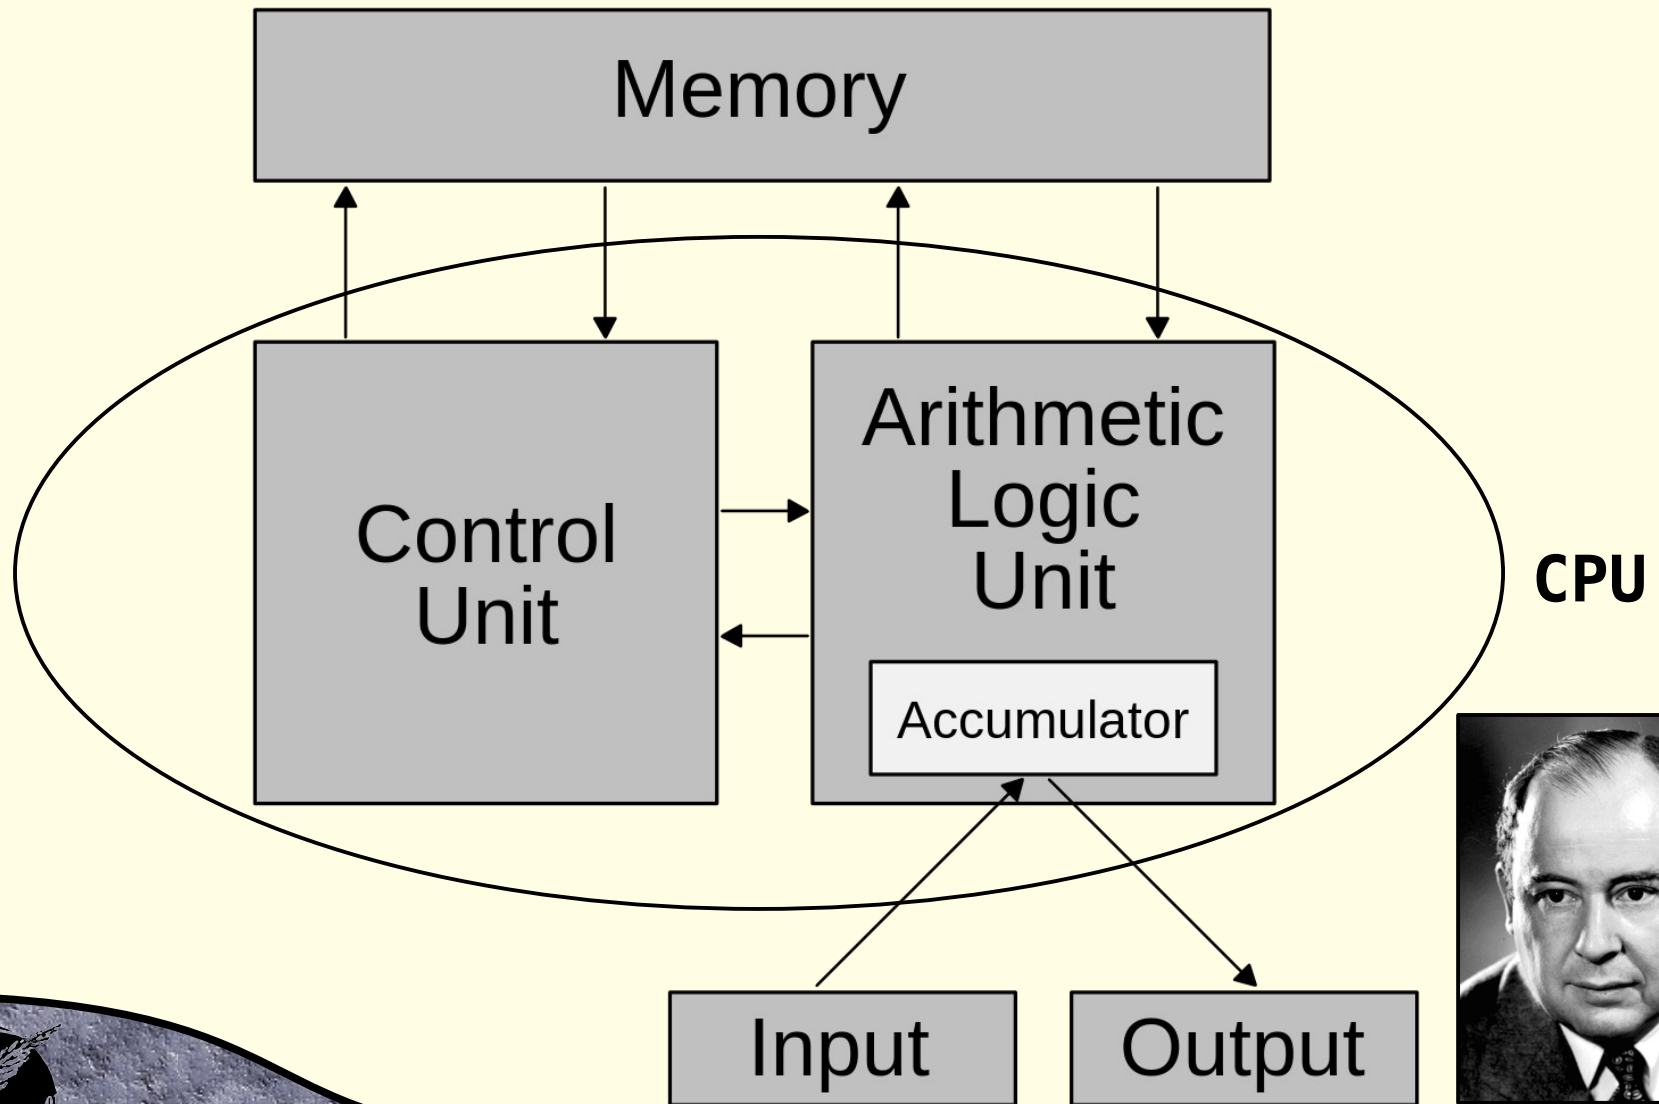 Memory
Control
Unit
Arithmetic
Logic
Unit
Accumulator
CPU
Input
Output